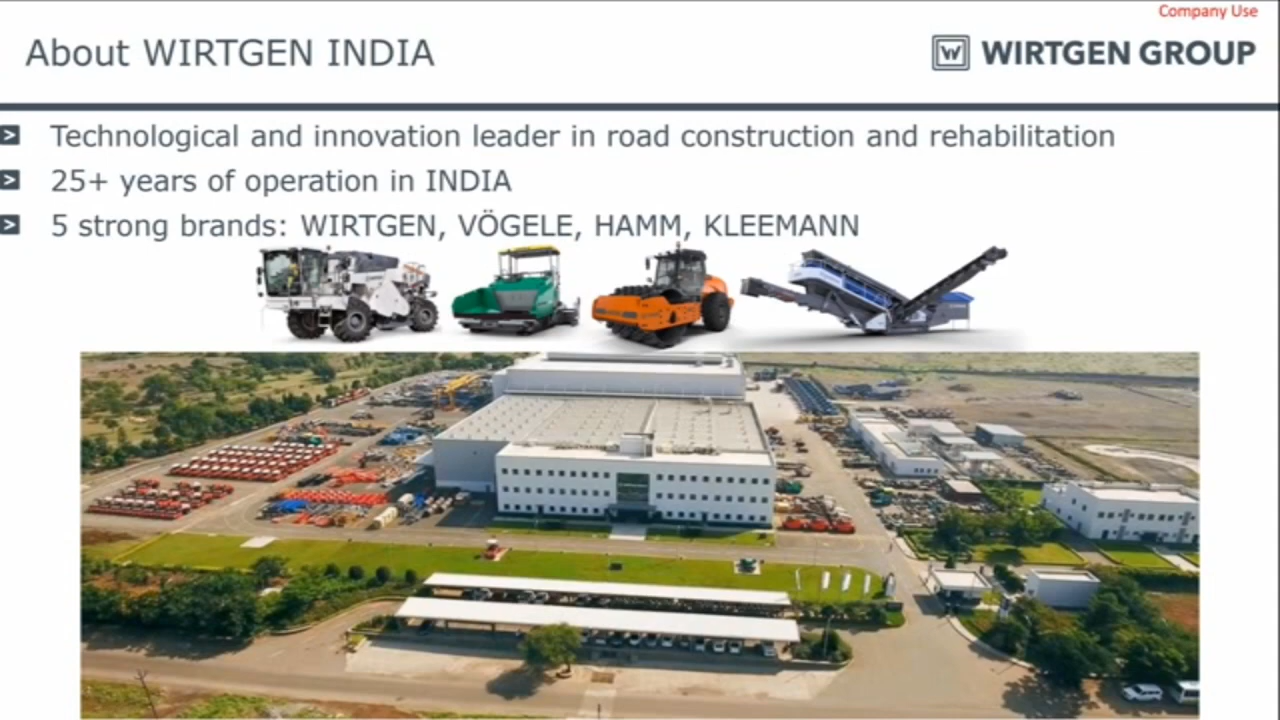 Company Use
About WIRTGEN INDIA
WIRTGEN GROUP
Technological and innovation leader in road construction and rehabilitation
25+ years of operation in INDIA
5 strong brands: WIRTGEN, VÖGELE, HAMM, KLEEMANN